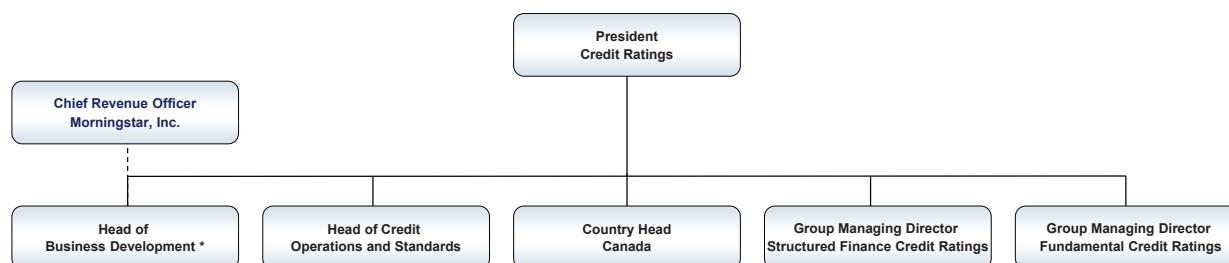 President
Credit Ratings
Chief Revenue Officer
Morningstar, Inc.
Head of
Business Development *
Head of Credit
Operations and Standards
Country Head
Canada
Group Managing Director
Structured Finance Credit Ratings
Group Managing Director
Fundamental Credit Ratings